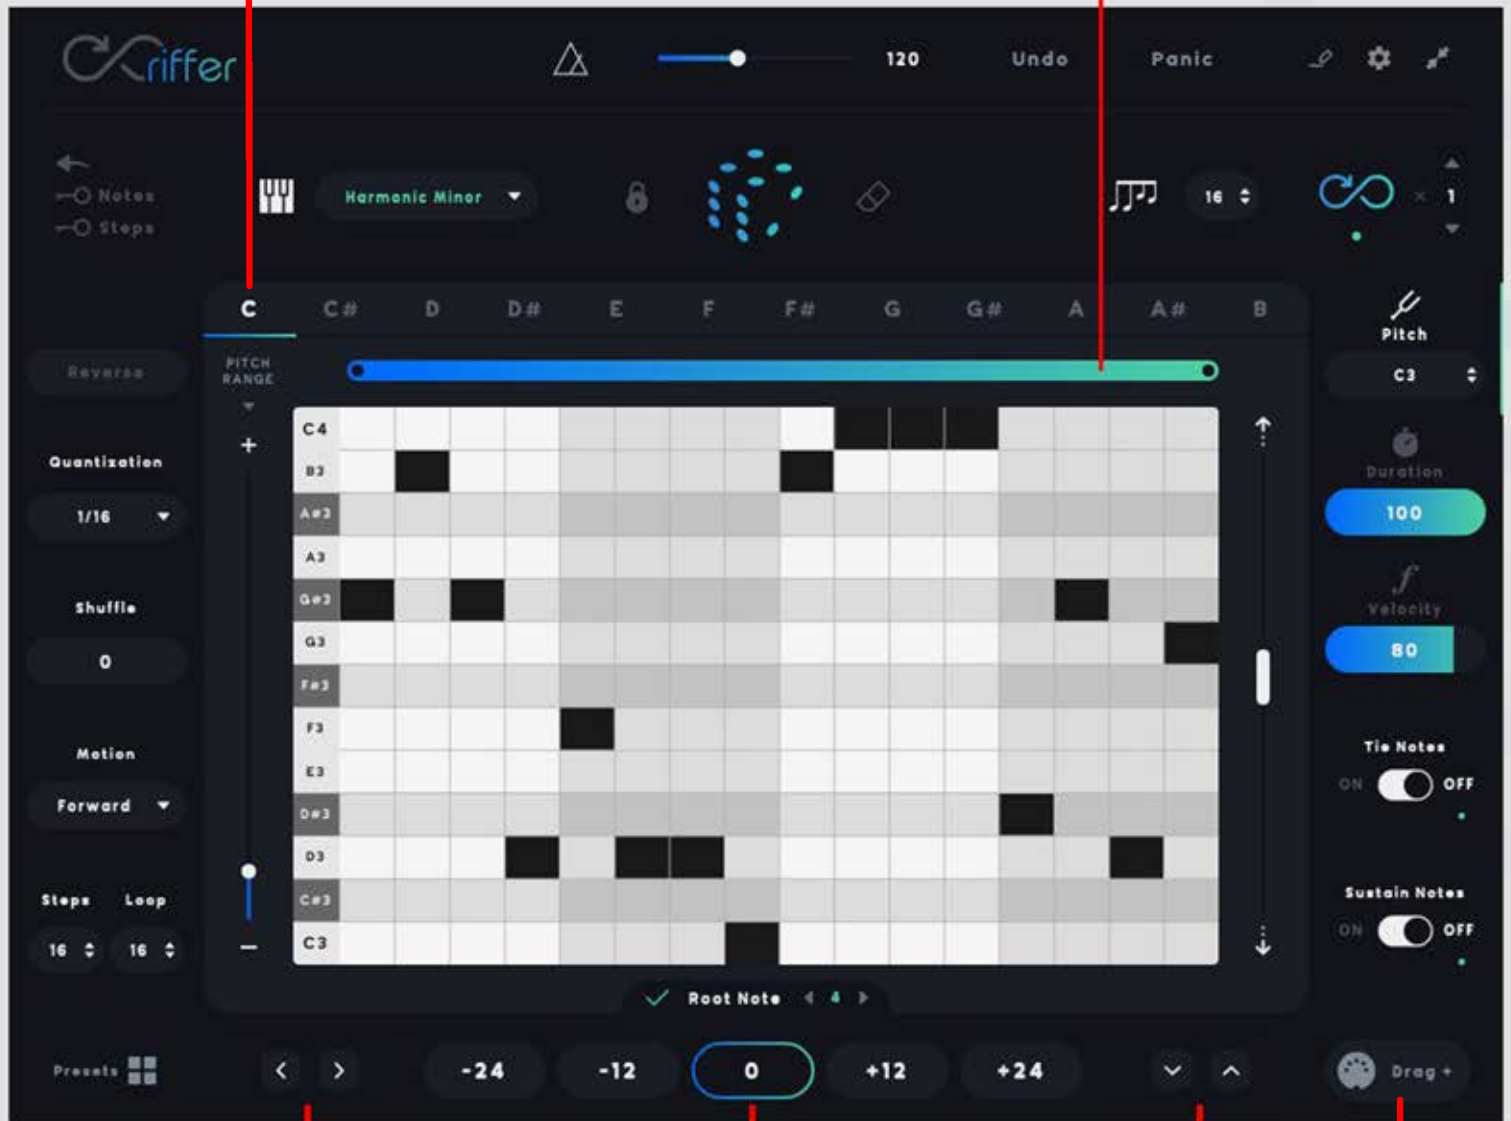 riffer
120 Undo Panic
Notes
Steps
Harmonic Minor
16
× 1
C C# D D# E F F# G G# A A# B
PITCH
RANGE
+
−
C4
B3
A#3
A3
G#3
G3
F#3
F3
E3
D#3
D3
C#3
C3
Reverse
Quantization
1/16
Shuffle
0
Motion
Forward
Steps Loop
16 16
Pitch
C3
Duration
100
Velocity
80
Tie Notes
ON OFF
Sustain Notes
ON OFF
Root Note 4
Presets < > -24 -12 0 +12 +24 Drag +